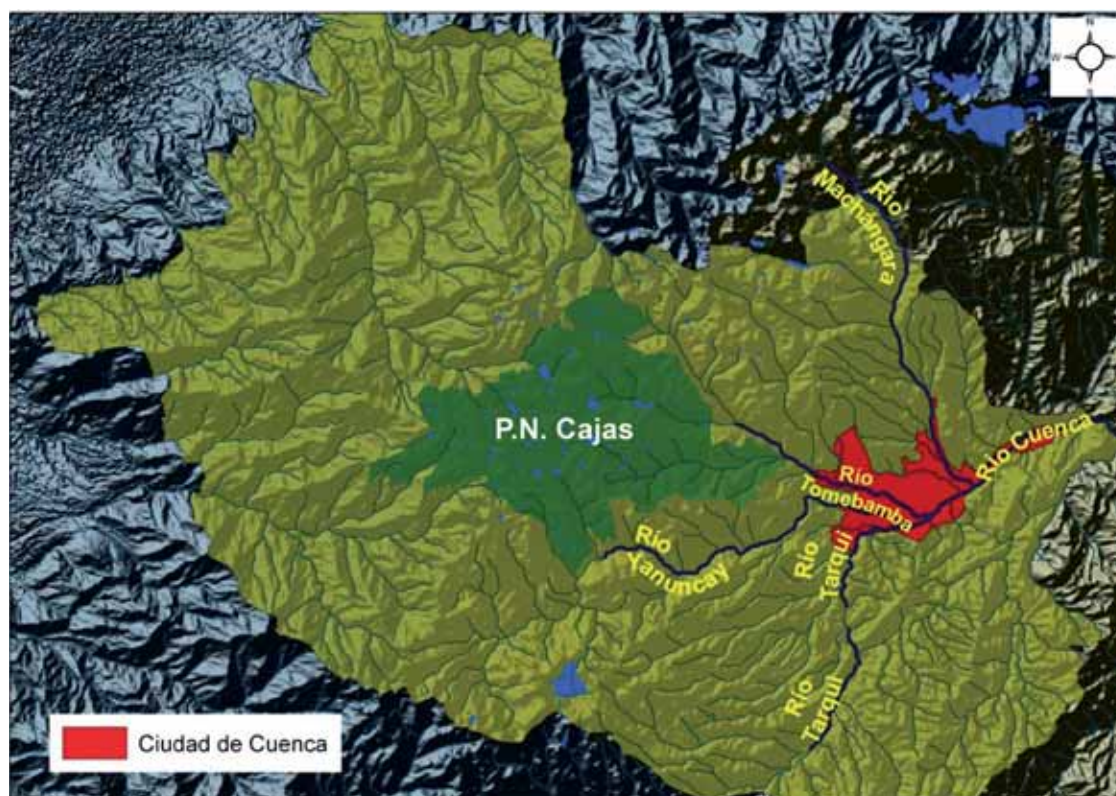 N
W
S
Río
Machángara
P.N. Cajas
Río Cuenca
Río
Tomebamba
Río
Yanuncay
Río
Tarqui
Río
Tarqui
Ciudad de Cuenca